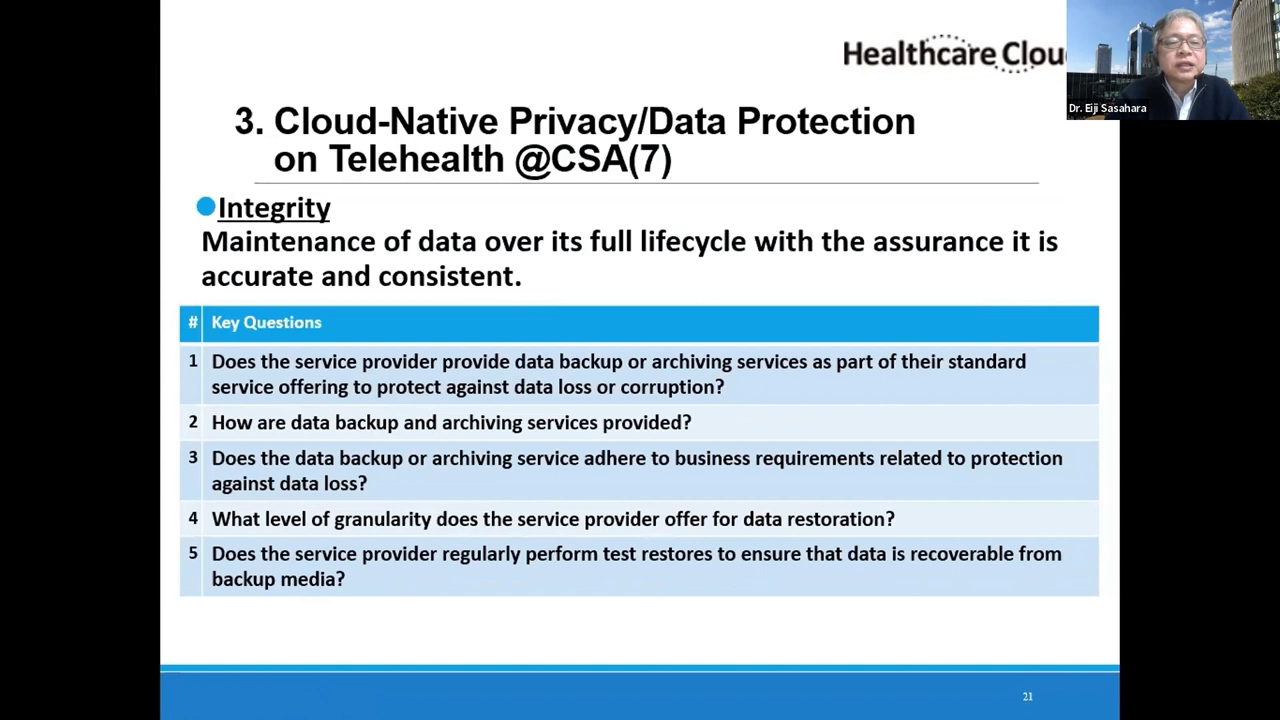 Healthcare Clou
Dr. Eiji Sasahara
3. Cloud-Native Privacy/Data Protection
on Telehealth @CSA(7)
Integrity
Maintenance of data over its full lifecycle with the assurance it is
accurate and consistent.
# Key Questions
1 Does the service provider provide data backup or archiving services as part of their standard
service offering to protect against data loss or corruption?
2 How are data backup and archiving services provided?
3 Does the data backup or archiving service adhere to business requirements related to protection
against data loss?
4 What level of granularity does the service provider offer for data restoration?
5 Does the service provider regularly perform test restores to ensure that data is recoverable from
backup media?
21